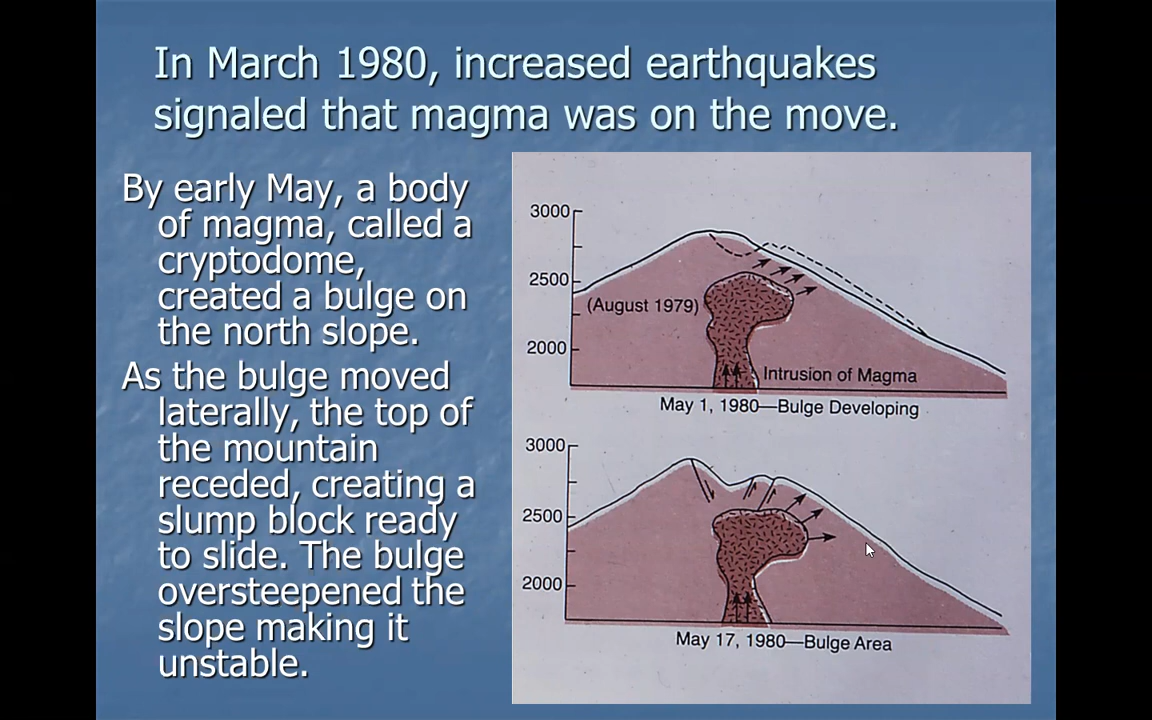 In March 1980, increased earthquakes
signaled that magma was on the move.
By early May, a body
of magma, called a
cryptodome,
created a bulge on
the north slope.
As the bulge moved
laterally, the top of
the mountain
receded, creating a
slump block ready
to slide. The bulge
oversteepened the
slope making it
unstable.
3000
2500
(August 1979)
2000
Intrusion of Magma
May 1, 1980—Bulge Developing
3000
2500
2000
May 17, 1980—Bulge Area